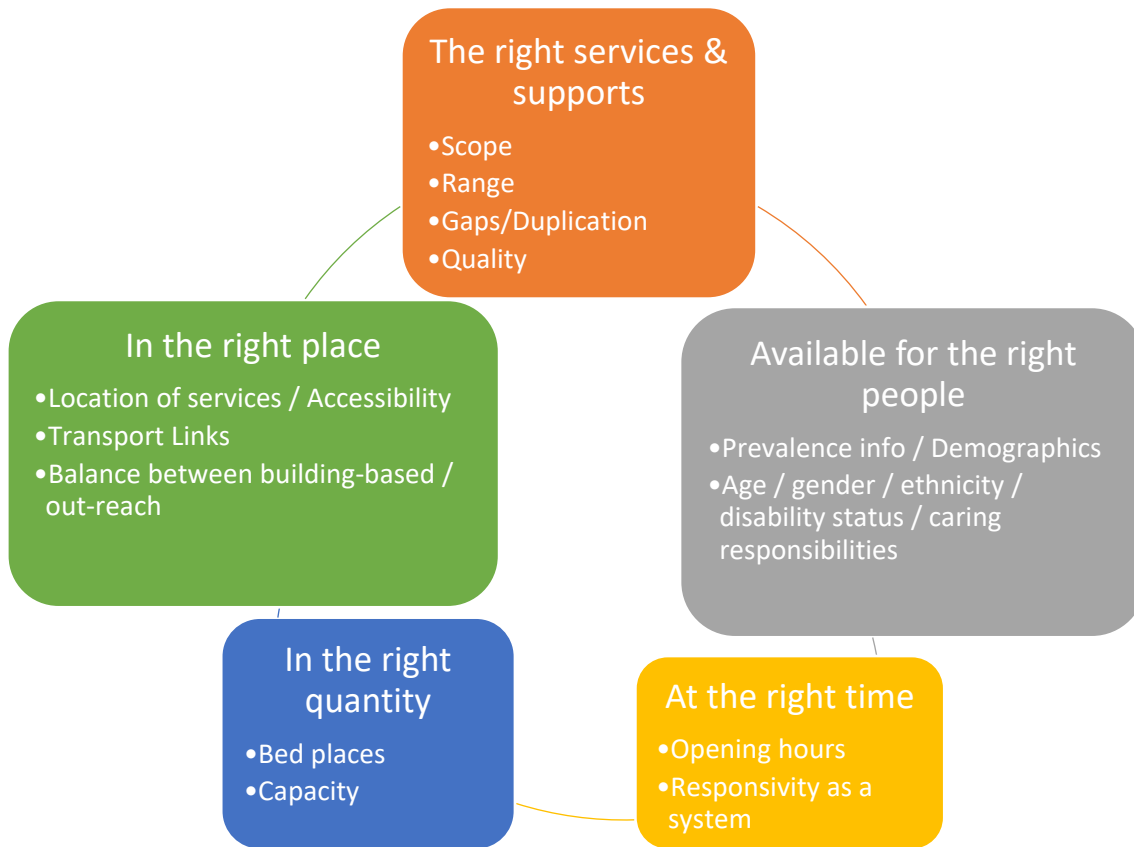 The right services &
supports
•Scope
•Range
•Gaps/Duplication
•Quality
Available for the right
people
•Prevalence info / Demographics
•Age / gender / ethnicity /
disability status / caring
responsibilities
At the right time
•Opening hours
•Responsivity as a
system
In the right
quantity
•Bed places
•Capacity
In the right place
•Location of services / Accessibility
•Transport Links
•Balance between building-based /
out-reach